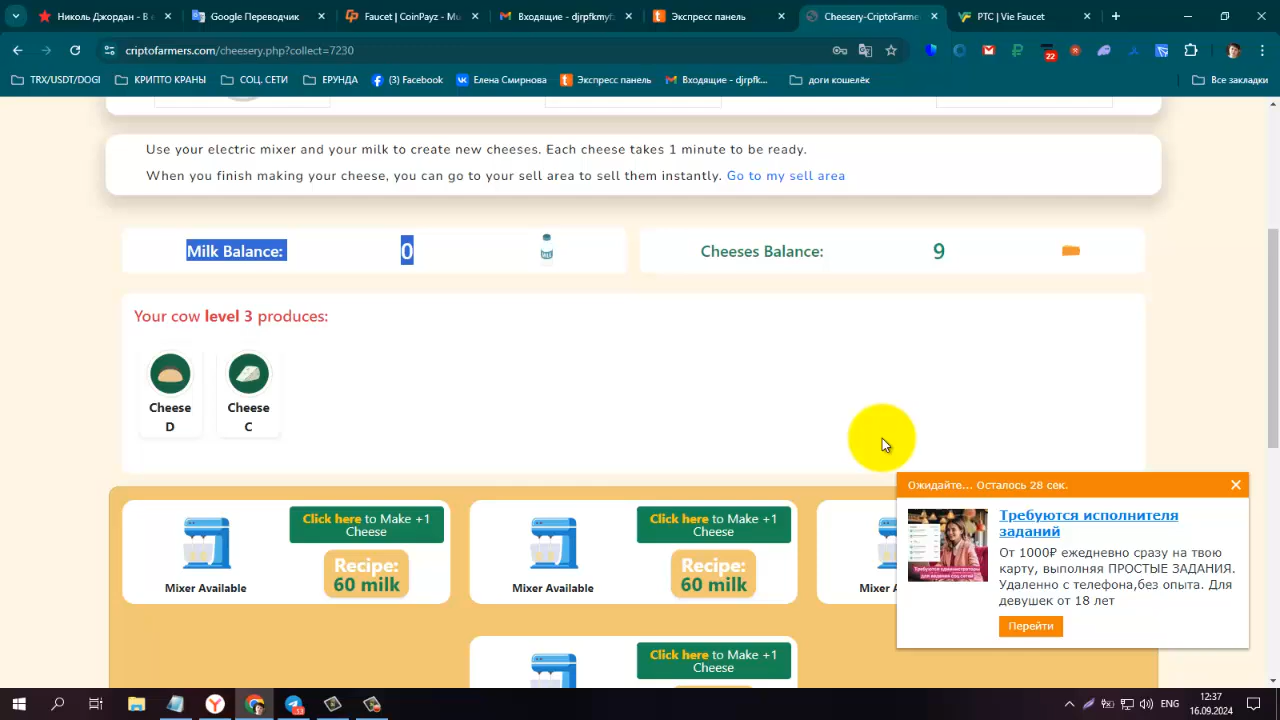 Николь Джордан - В е
Google Переводчик
Faucet | CoinPayz - Mu
Входящие - djrpfkmyfz
Экспресс панель
Cheesery-CriptoFarme
PTC | Vie Faucet
criptofarmers.com/cheesery.php?collect=7230
22
TRX/USDT/DOGI
КРИПТО КРАНЫ
СОЦ. СЕТИ
ЕРУНДА
(3) Facebook
Елена Смирнова
Экспресс панель
Входящие - djrpfk...
доги кошелёк
Все закладки
Use your electric mixer and your milk to create new cheeses. Each cheese takes 1 minute to be ready.
When you finish making your cheese, you can go to your sell area to sell them instantly. Go to my sell area
Milk Balance: 0
Cheeses Balance: 9
Your cow level 3 produces:
Cheese
D
Cheese
C
Click here to Make +1
Cheese
Recipe:
60 milk
Mixer Available
Click here to Make +1
Cheese
Recipe:
60 milk
Mixer Available
Mixer A
Click here to Make +1
Cheese
Ожидайте... Осталось 28 сек.
Требуются исполнителя
заданий
От 1000₽ ежедневно сразу на твою
карту, выполняя ПРОСТЫЕ ЗАДАНИЯ.
Удаленно с телефона,без опыта. Для
девушек от 18 лет
Перейти
ENG
12:37
16.09.2024